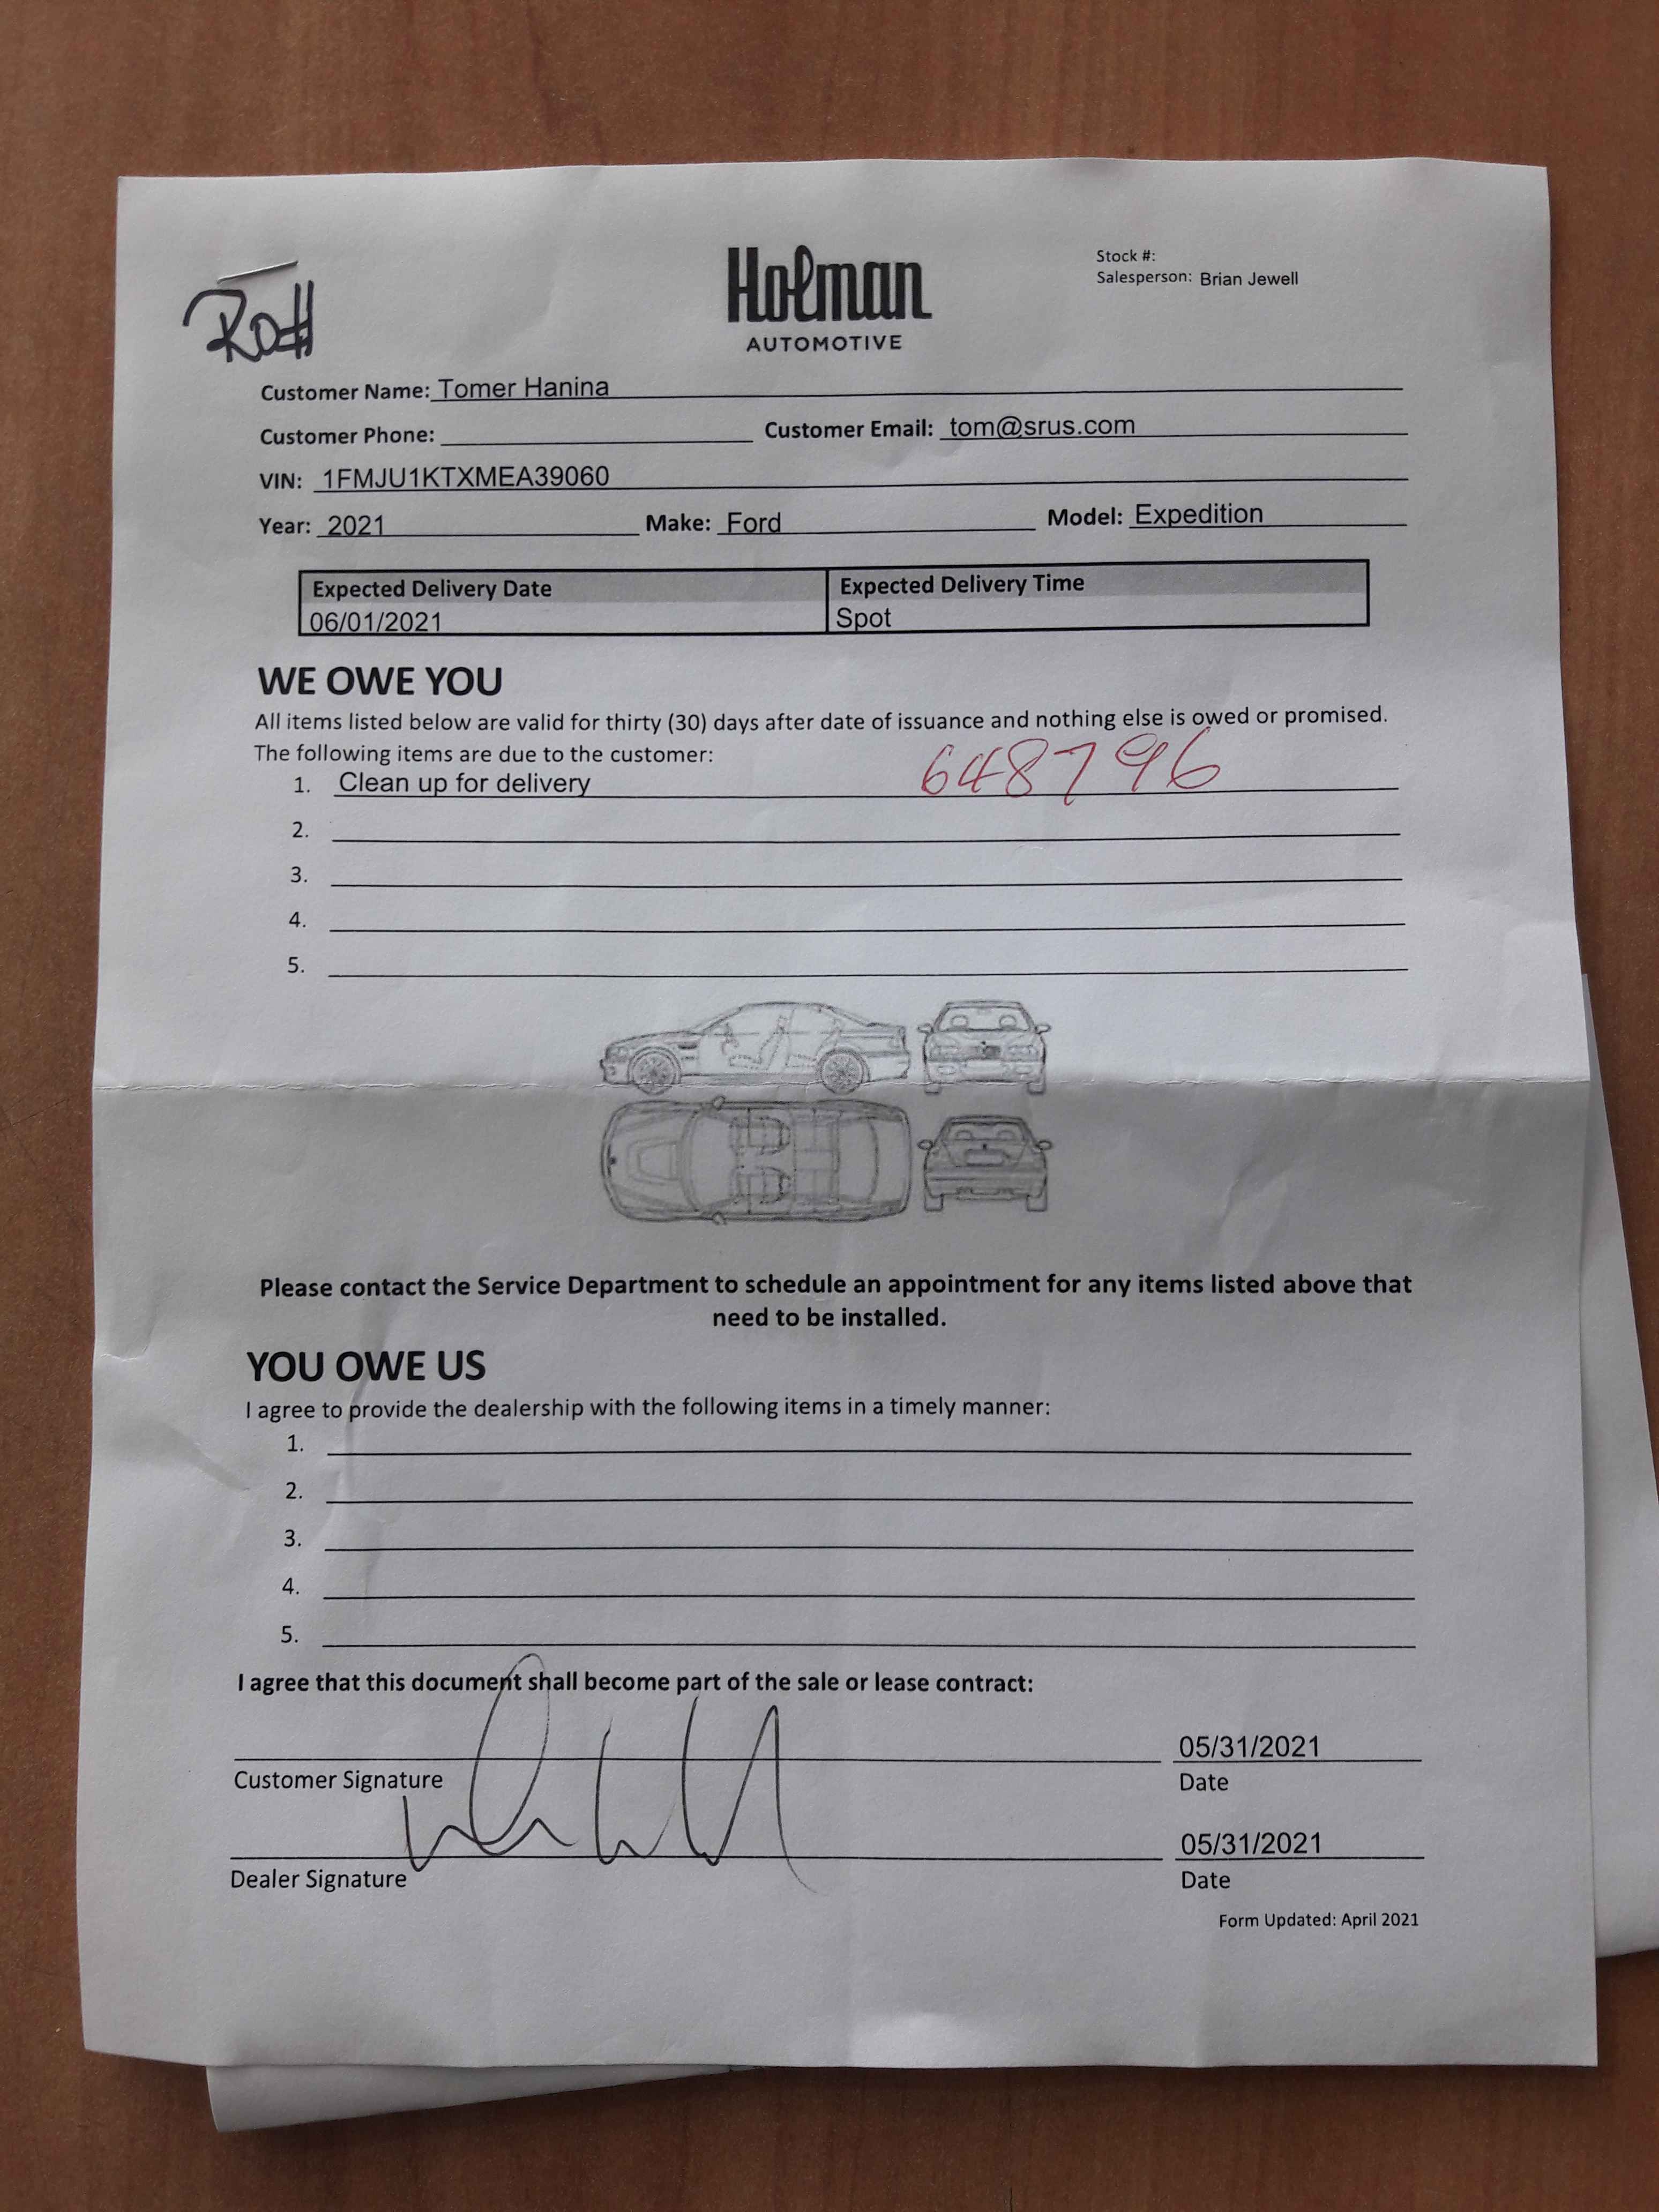 Stock #:
Salesperson: Brian Jewell
Holman
AUTOMOTIVE
RO#
Customer Name: Tomer Hanina
Customer Phone: Customer Email: tom@srus.com
VIN: 1FMJU1KTXMEA39060
Year: 2021 Make: Ford Model: Expedition
Expected Delivery Date Expected Delivery Time
06/01/2021 Spot
WE OWE YOU
All items listed below are valid for thirty (30) days after date of issuance and nothing else is owed or promised.
The following items are due to the customer:
648796
1. Clean up for delivery
2.
3.
4.
5.
Please contact the Service Department to schedule an appointment for any items listed above that
need to be installed.
YOU OWE US
I agree to provide the dealership with the following items in a timely manner:
1.
2.
3.
4.
5.
I agree that this document shall become part of the sale or lease contract:
05/31/2021
Customer Signature Date
05/31/2021
Dealer Signature Date
Form Updated: April 2021